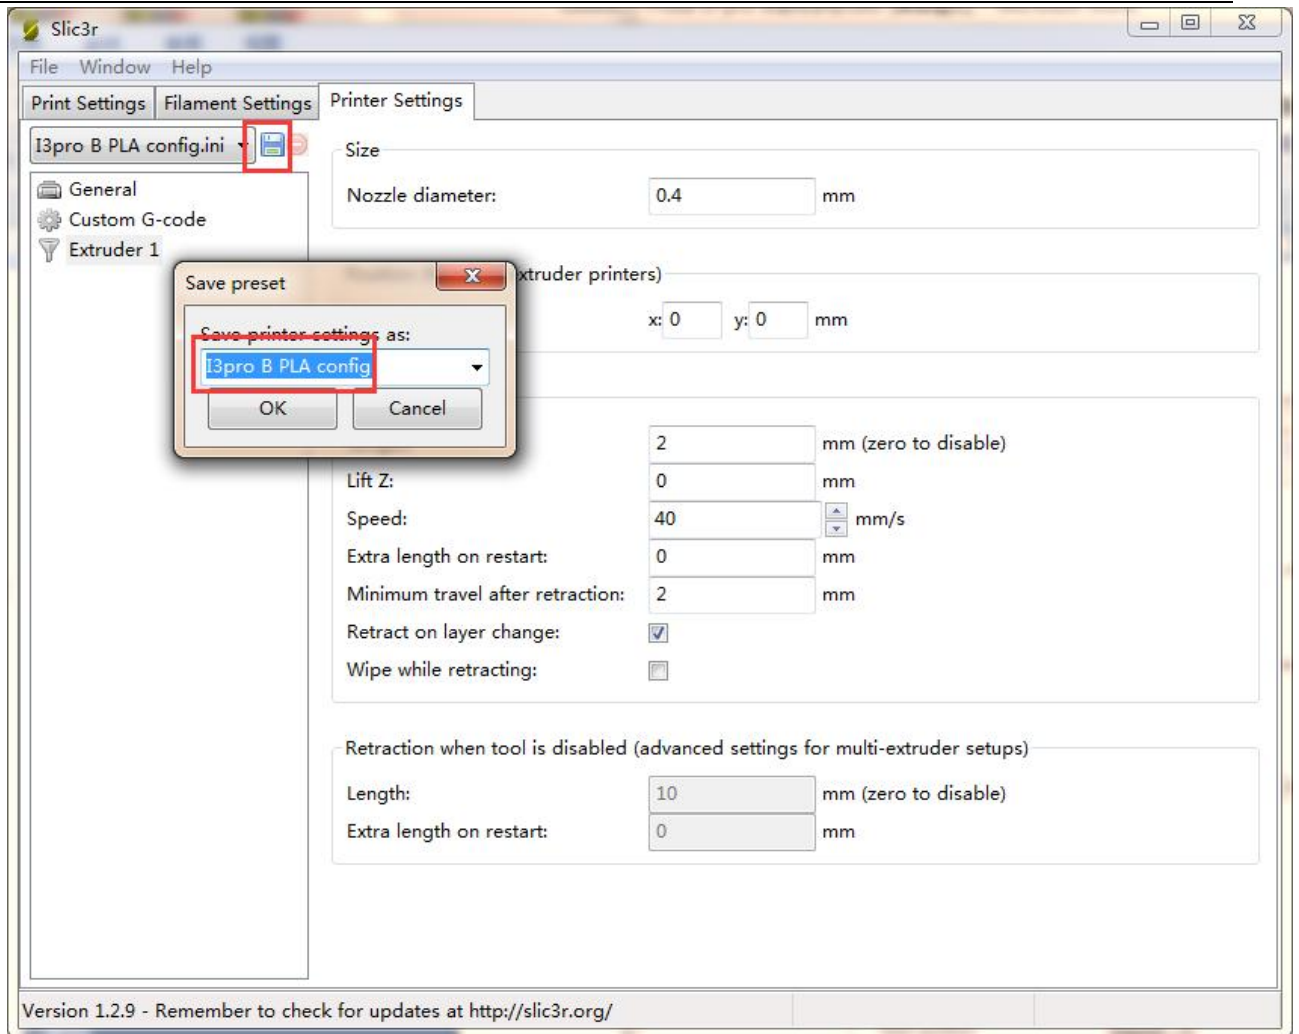 Slic3r
File Window Help
Print Settings Filament Settings Printer Settings
I3pro B PLA config.ini
General
Custom G-code
Extruder 1
Size
Nozzle diameter: 0.4 mm
xtruder printers)
x: 0 y: 0 mm
Save preset
Save printer settings as:
I3pro B PLA config
OK Cancel
2 mm (zero to disable)
Lift Z: 0 mm
Speed: 40 mm/s
Extra length on restart: 0 mm
Minimum travel after retraction: 2 mm
Retract on layer change:
Wipe while retracting:
Retraction when tool is disabled (advanced settings for multi-extruder setups)
Length: 10 mm (zero to disable)
Extra length on restart: 0 mm
Version 1.2.9 - Remember to check for updates at http://slic3r.org/